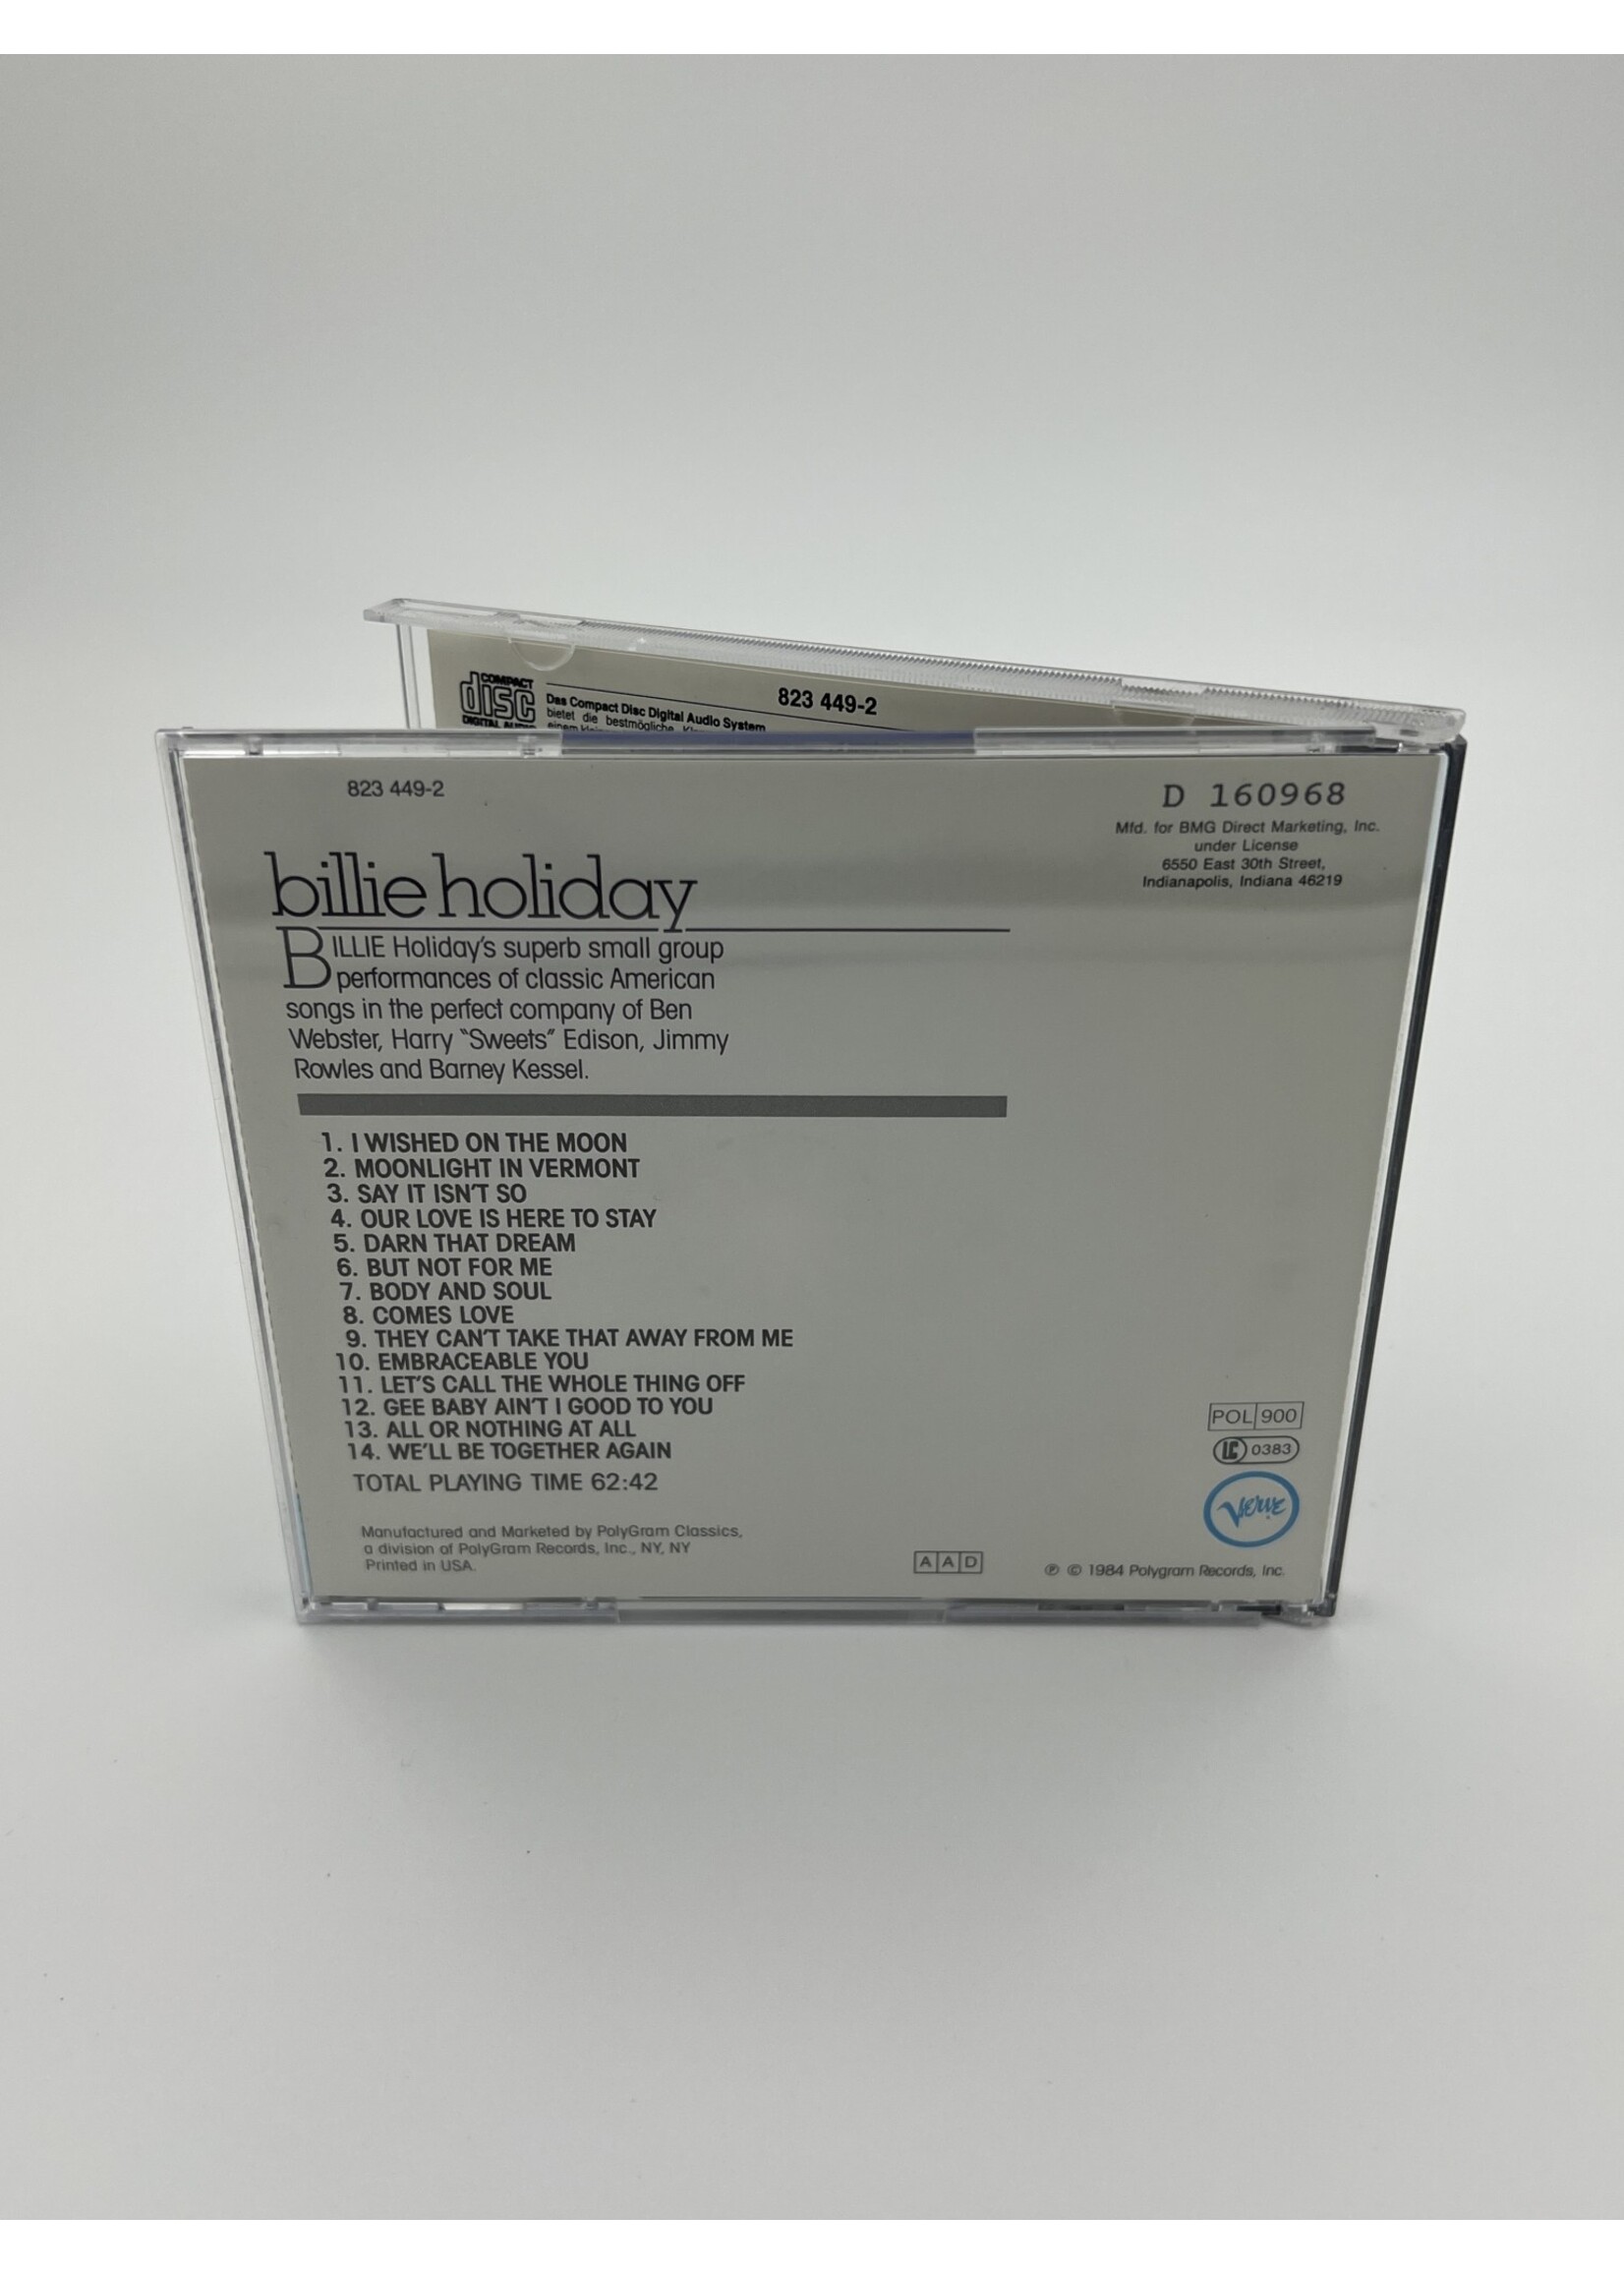 COMPACT
disc
DIGITAL AUDIO
Das Compact Disc Digital Audio System
bietet die bestmögliche
823 449-2
823 449-2
D 160968
Mfd. for BMG Direct Marketing, Inc.
under License
6550 East 30th Street,
Indianapolis, Indiana 46219
billie holiday
BILLIE Holiday's superb small group
performances of classic American
songs in the perfect company of Ben
Webster, Harry "Sweets" Edison, Jimmy
Rowles and Barney Kessel.
1. I WISHED ON THE MOON
2. MOONLIGHT IN VERMONT
3. SAY IT ISN'T SO
4. OUR LOVE IS HERE TO STAY
5. DARN THAT DREAM
6. BUT NOT FOR ME
7. BODY AND SOUL
8. COMES LOVE
9. THEY CAN'T TAKE THAT AWAY FROM ME
10. EMBRACEABLE YOU
11. LET'S CALL THE WHOLE THING OFF
12. GEE BABY AIN'T I GOOD TO YOU
13. ALL OR NOTHING AT ALL
14. WE'LL BE TOGETHER AGAIN
TOTAL PLAYING TIME 62:42
Manufactured and Marketed by PolyGram Classics,
a division of PolyGram Records, Inc., NY, NY
Printed in USA.
AAD
POL 900
LC 0383
Verve
℗ © 1984 Polygram Records, Inc.